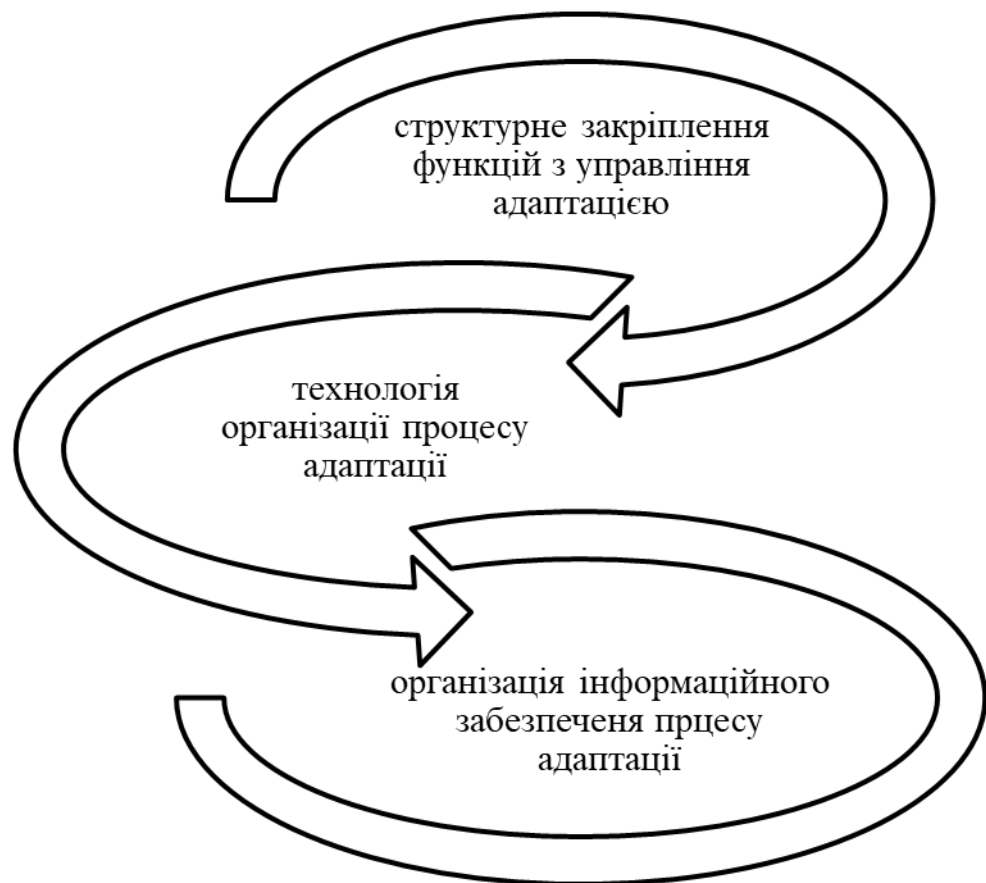 структурне закріплення
функцій з управління
адаптацією
технологія
організації процесу
адаптації
організація інформаційного
забезпеченя прцесу
адаптації